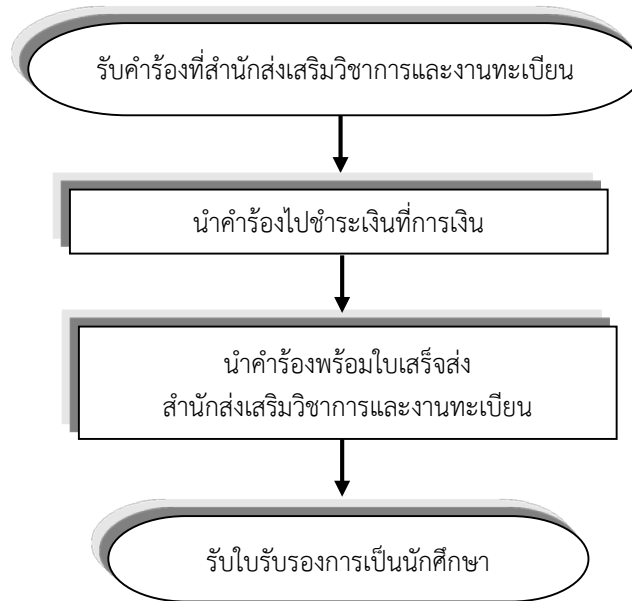 รับคำร้องที่สำนักส่งเสริมวิชาการและงานทะเบียน
นำคำร้องไปชำระเงินที่การเงิน
นำคำร้องพร้อมใบเสร็จส่ง
สำนักส่งเสริมวิชาการและงานทะเบียน
รับใบรับรองการเป็นนักศึกษา